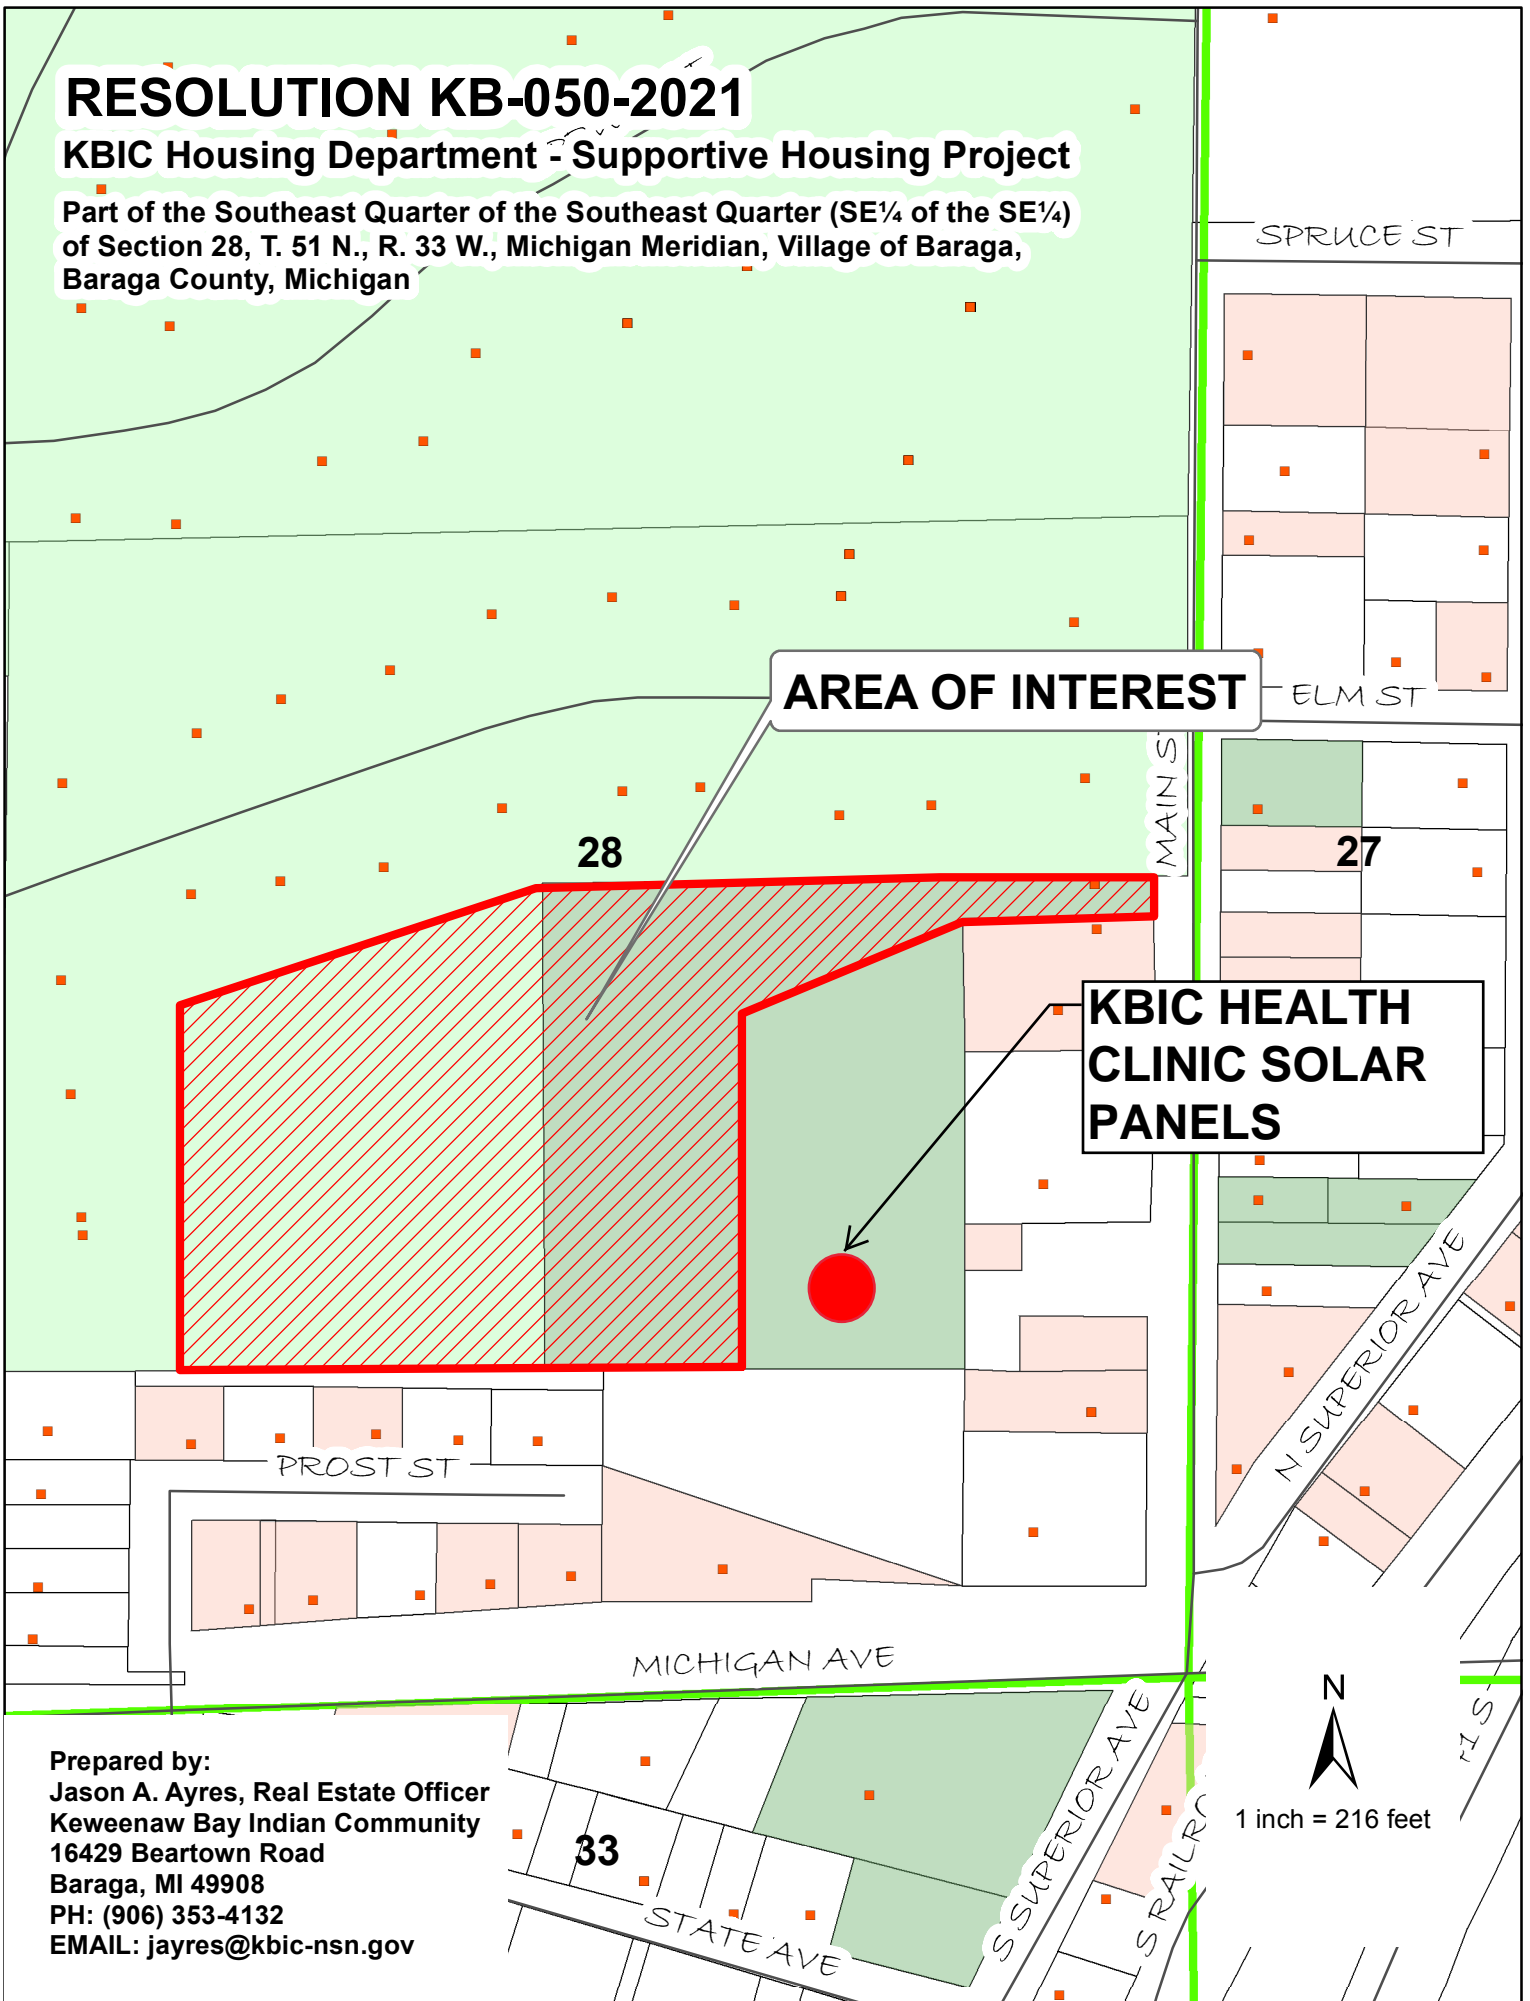 RESOLUTION KB-050-2021
KBIC Housing Department - Supportive Housing Project
Part of the Southeast Quarter of the Southeast Quarter (SE¼ of the SE¼)
of Section 28, T. 51 N., R. 33 W., Michigan Meridian, Village of Baraga,
Baraga County, Michigan
SPRUCE ST
AREA OF INTEREST
ELM ST
MAIN S
28
27
KBIC HEALTH
CLINIC SOLAR
PANELS
N SUPERIOR AVE
PROST ST
MICHIGAN AVE
N
1 inch = 216 feet
S SUPERIOR AVE
S RAILRO
33
STATE AVE
Prepared by:
Jason A. Ayres, Real Estate Officer
Keweenaw Bay Indian Community
16429 Beartown Road
Baraga, MI 49908
PH: (906) 353-4132
EMAIL: jayres@kbic-nsn.gov